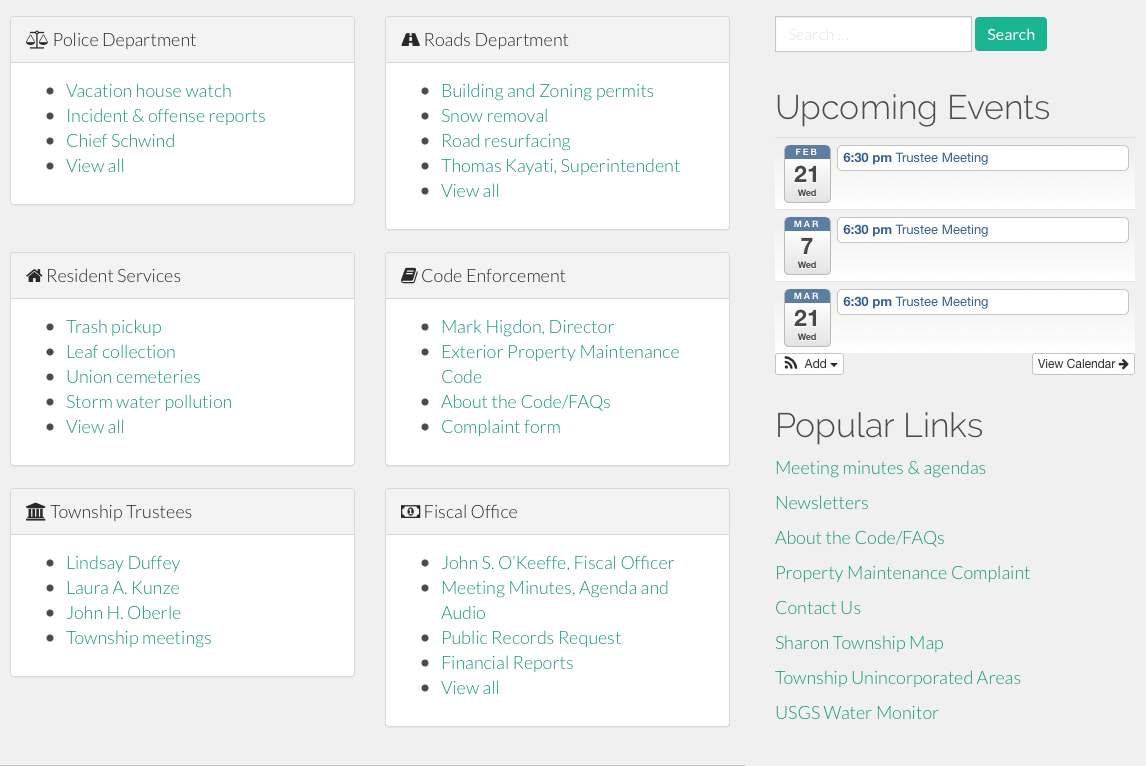 Police Department
Vacation house watch
Incident & offense reports
Chief Schwind
View all
Roads Department
Building and Zoning permits
Snow removal
Road resurfacing
Thomas Kayati, Superintendent
View all
Resident Services
Trash pickup
Leaf collection
Union cemeteries
Storm water pollution
View all
Code Enforcement
Mark Higdon, Director
Exterior Property Maintenance
Code
About the Code/FAQs
Complaint form
Township Trustees
Lindsay Duffey
Laura A. Kunze
John H. Oberle
Township meetings
Fiscal Office
John S. O’Keeffe, Fiscal Officer
Meeting Minutes, Agenda and
Audio
Public Records Request
Financial Reports
View all
Search ...
Search
Upcoming Events
FEB
21
Wed
6:30 pm Trustee Meeting
MAR
7
Wed
6:30 pm Trustee Meeting
MAR
21
Wed
6:30 pm Trustee Meeting
Add
View Calendar
Popular Links
Meeting minutes & agendas
Newsletters
About the Code/FAQs
Property Maintenance Complaint
Contact Us
Sharon Township Map
Township Unincorporated Areas
USGS Water Monitor